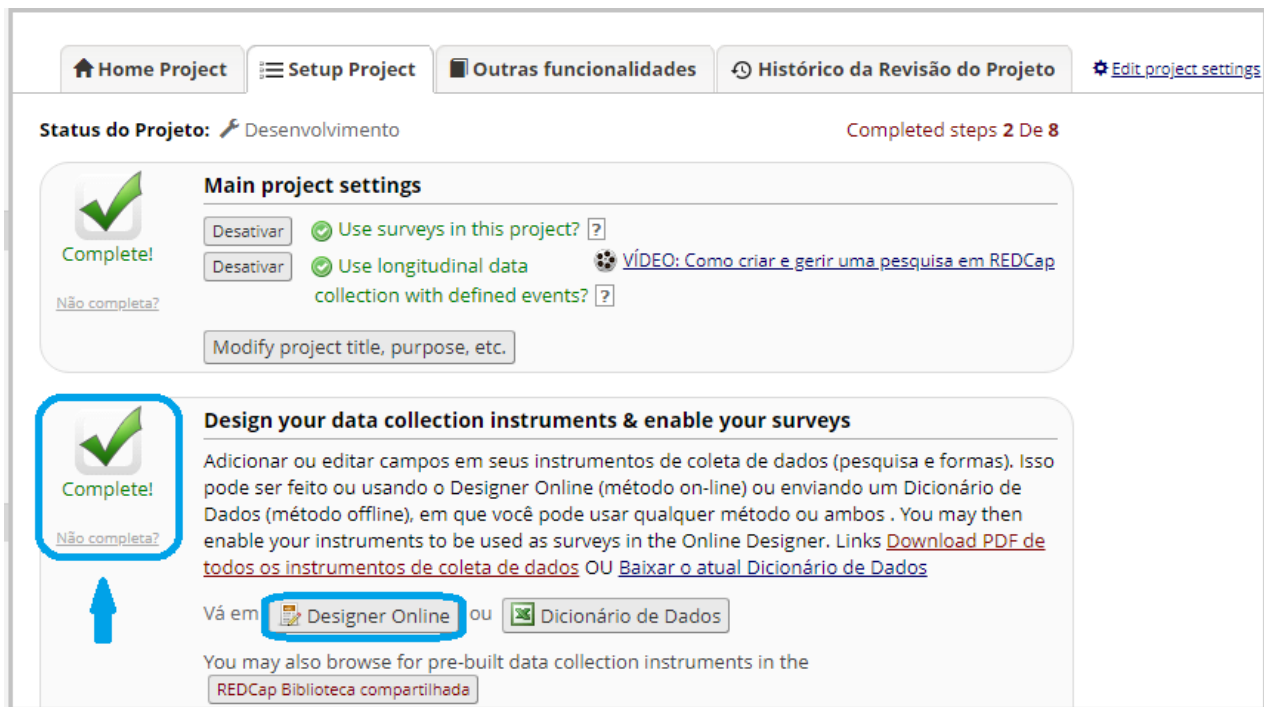 Home Project
Setup Project
Outras funcionalidades
Histórico da Revisão do Projeto
Edit project settings
Status do Projeto: Desenvolvimento
Completed steps 2 De 8
Complete!
Não completa?
Main project settings
Desativar Use surveys in this project? ?
Desativar Use longitudinal data
collection with defined events? ?
VÍDEO: Como criar e gerir uma pesquisa em REDCap
Modify project title, purpose, etc.
Complete!
Não completa?
Design your data collection instruments & enable your surveys
Adicionar ou editar campos em seus instrumentos de coleta de dados (pesquisa e formas). Isso
pode ser feito ou usando o Designer Online (método on-line) ou enviando um Dicionário de
Dados (método offline), em que você pode usar qualquer método ou ambos . You may then
enable your instruments to be used as surveys in the Online Designer. Links Download PDF de
todos os instrumentos de coleta de dados OU Baixar o atual Dicionário de Dados
Vá em Designer Online ou Dicionário de Dados
You may also browse for pre-built data collection instruments in the
REDCap Biblioteca compartilhada